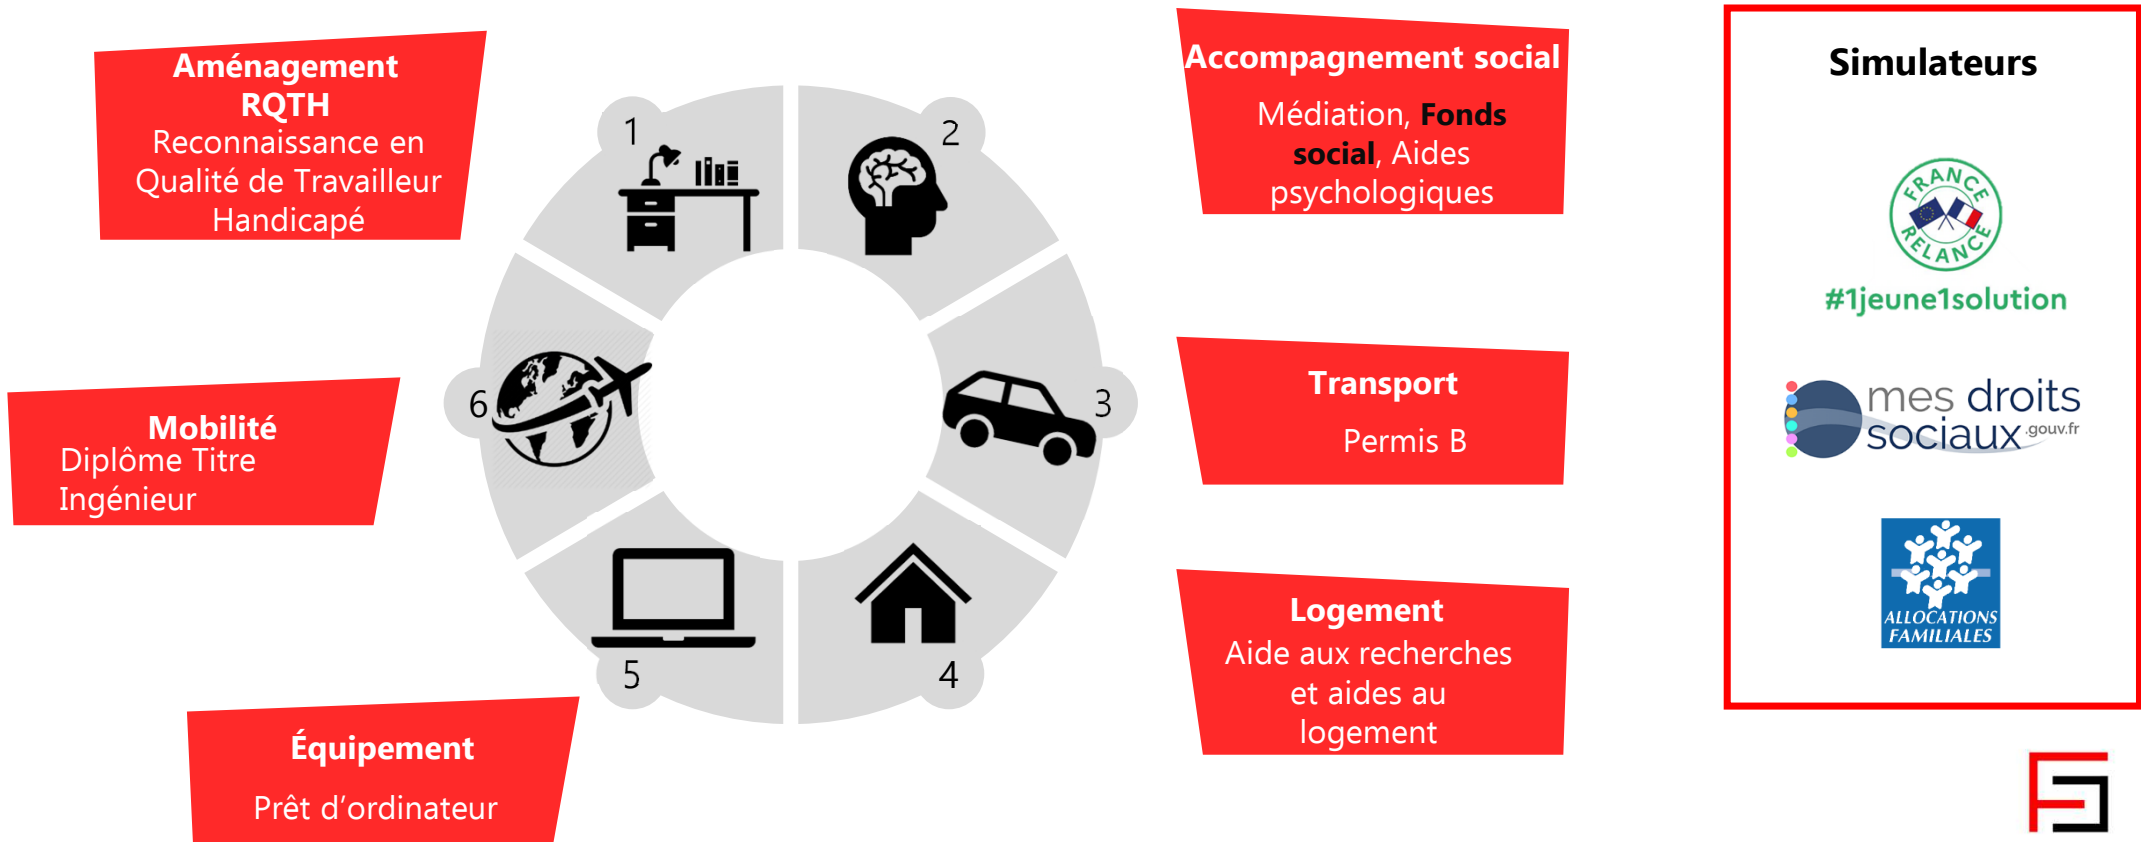 Aménagement
RQTH
Reconnaissance en
Qualité de Travailleur
Handicapé
1
2
Accompagnement social
Médiation, Fonds
social, Aides
psychologiques
Simulateurs
FRANCE
RELANCE
#1jeune1solution
6
Mobilité
Diplôme Titre
Ingénieur
3
Transport
Permis B
mes droits
sociaux .gouv.fr
5
Équipement
Prêt d’ordinateur
4
Logement
Aide aux recherches
et aides au
logement
ALLOCATIONS
FAMILIALES